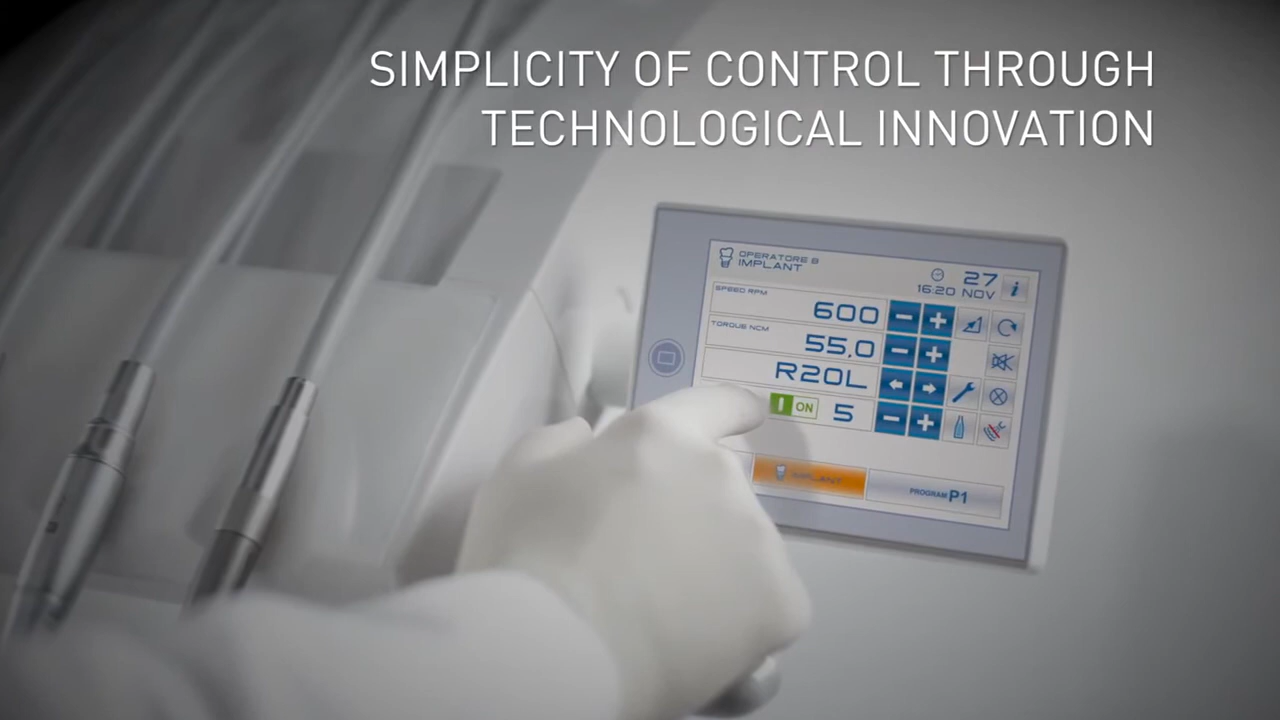 SIMPLICITY OF CONTROL THROUGH
TECHNOLOGICAL INNOVATION
OPERATORE B
IMPLANT
27
16:20 NOV
i
SPEED RPM
600
- +
TORQUE NCM
55,0
- +
R20L
I ON
5
- +
IMPLANT
PROGRAM P1